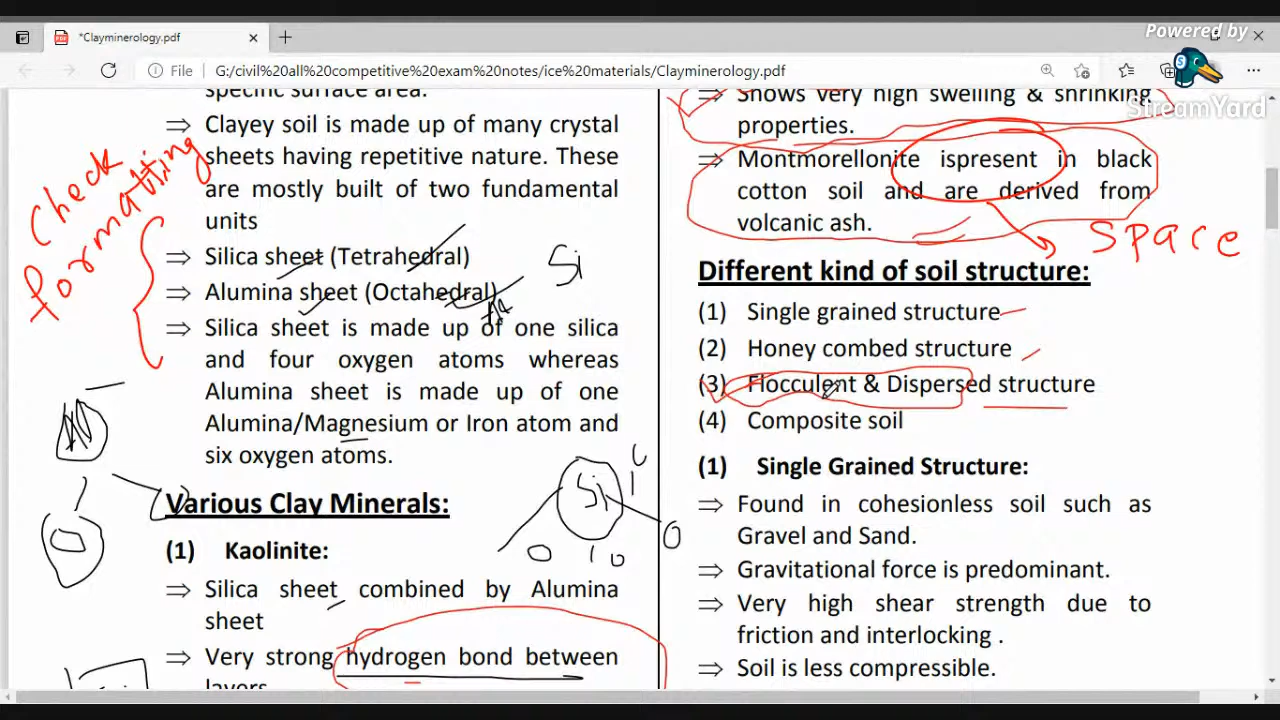 *Clayminerology.pdf
Powered by
File
G:/civil%20all%20competitive%20exam%20notes/ice%20materials/Clayminerology.pdf
StreamYard
specific surface area.
⇒ Clayey soil is made up of many crystal
sheets having repetitive nature. These
are mostly built of two fundamental
units
⇒ Silica sheet (Tetrahedral)
⇒ Alumina sheet (Octahedral)
⇒ Silica sheet is made up of one silica
and four oxygen atoms whereas
Alumina sheet is made up of one
Alumina/Magnesium or Iron atom and
six oxygen atoms.
Various Clay Minerals:
(1) Kaolinite:
⇒ Silica sheet combined by Alumina
sheet
⇒ Very strong hydrogen bond between
layers
Check
formatting
Si
Si
O
O
O
O
⇒ Shows very high swelling & shrinking
properties.
⇒ Montmorellonite ispresent in black
cotton soil and are derived from
volcanic ash.
Space
Different kind of soil structure:
(1) Single grained structure
(2) Honey combed structure
(3) Flocculent & Dispersed structure
(4) Composite soil
(1) Single Grained Structure:
⇒ Found in cohesionless soil such as
Gravel and Sand.
⇒ Gravitational force is predominant.
⇒ Very high shear strength due to
friction and interlocking .
⇒ Soil is less compressible.